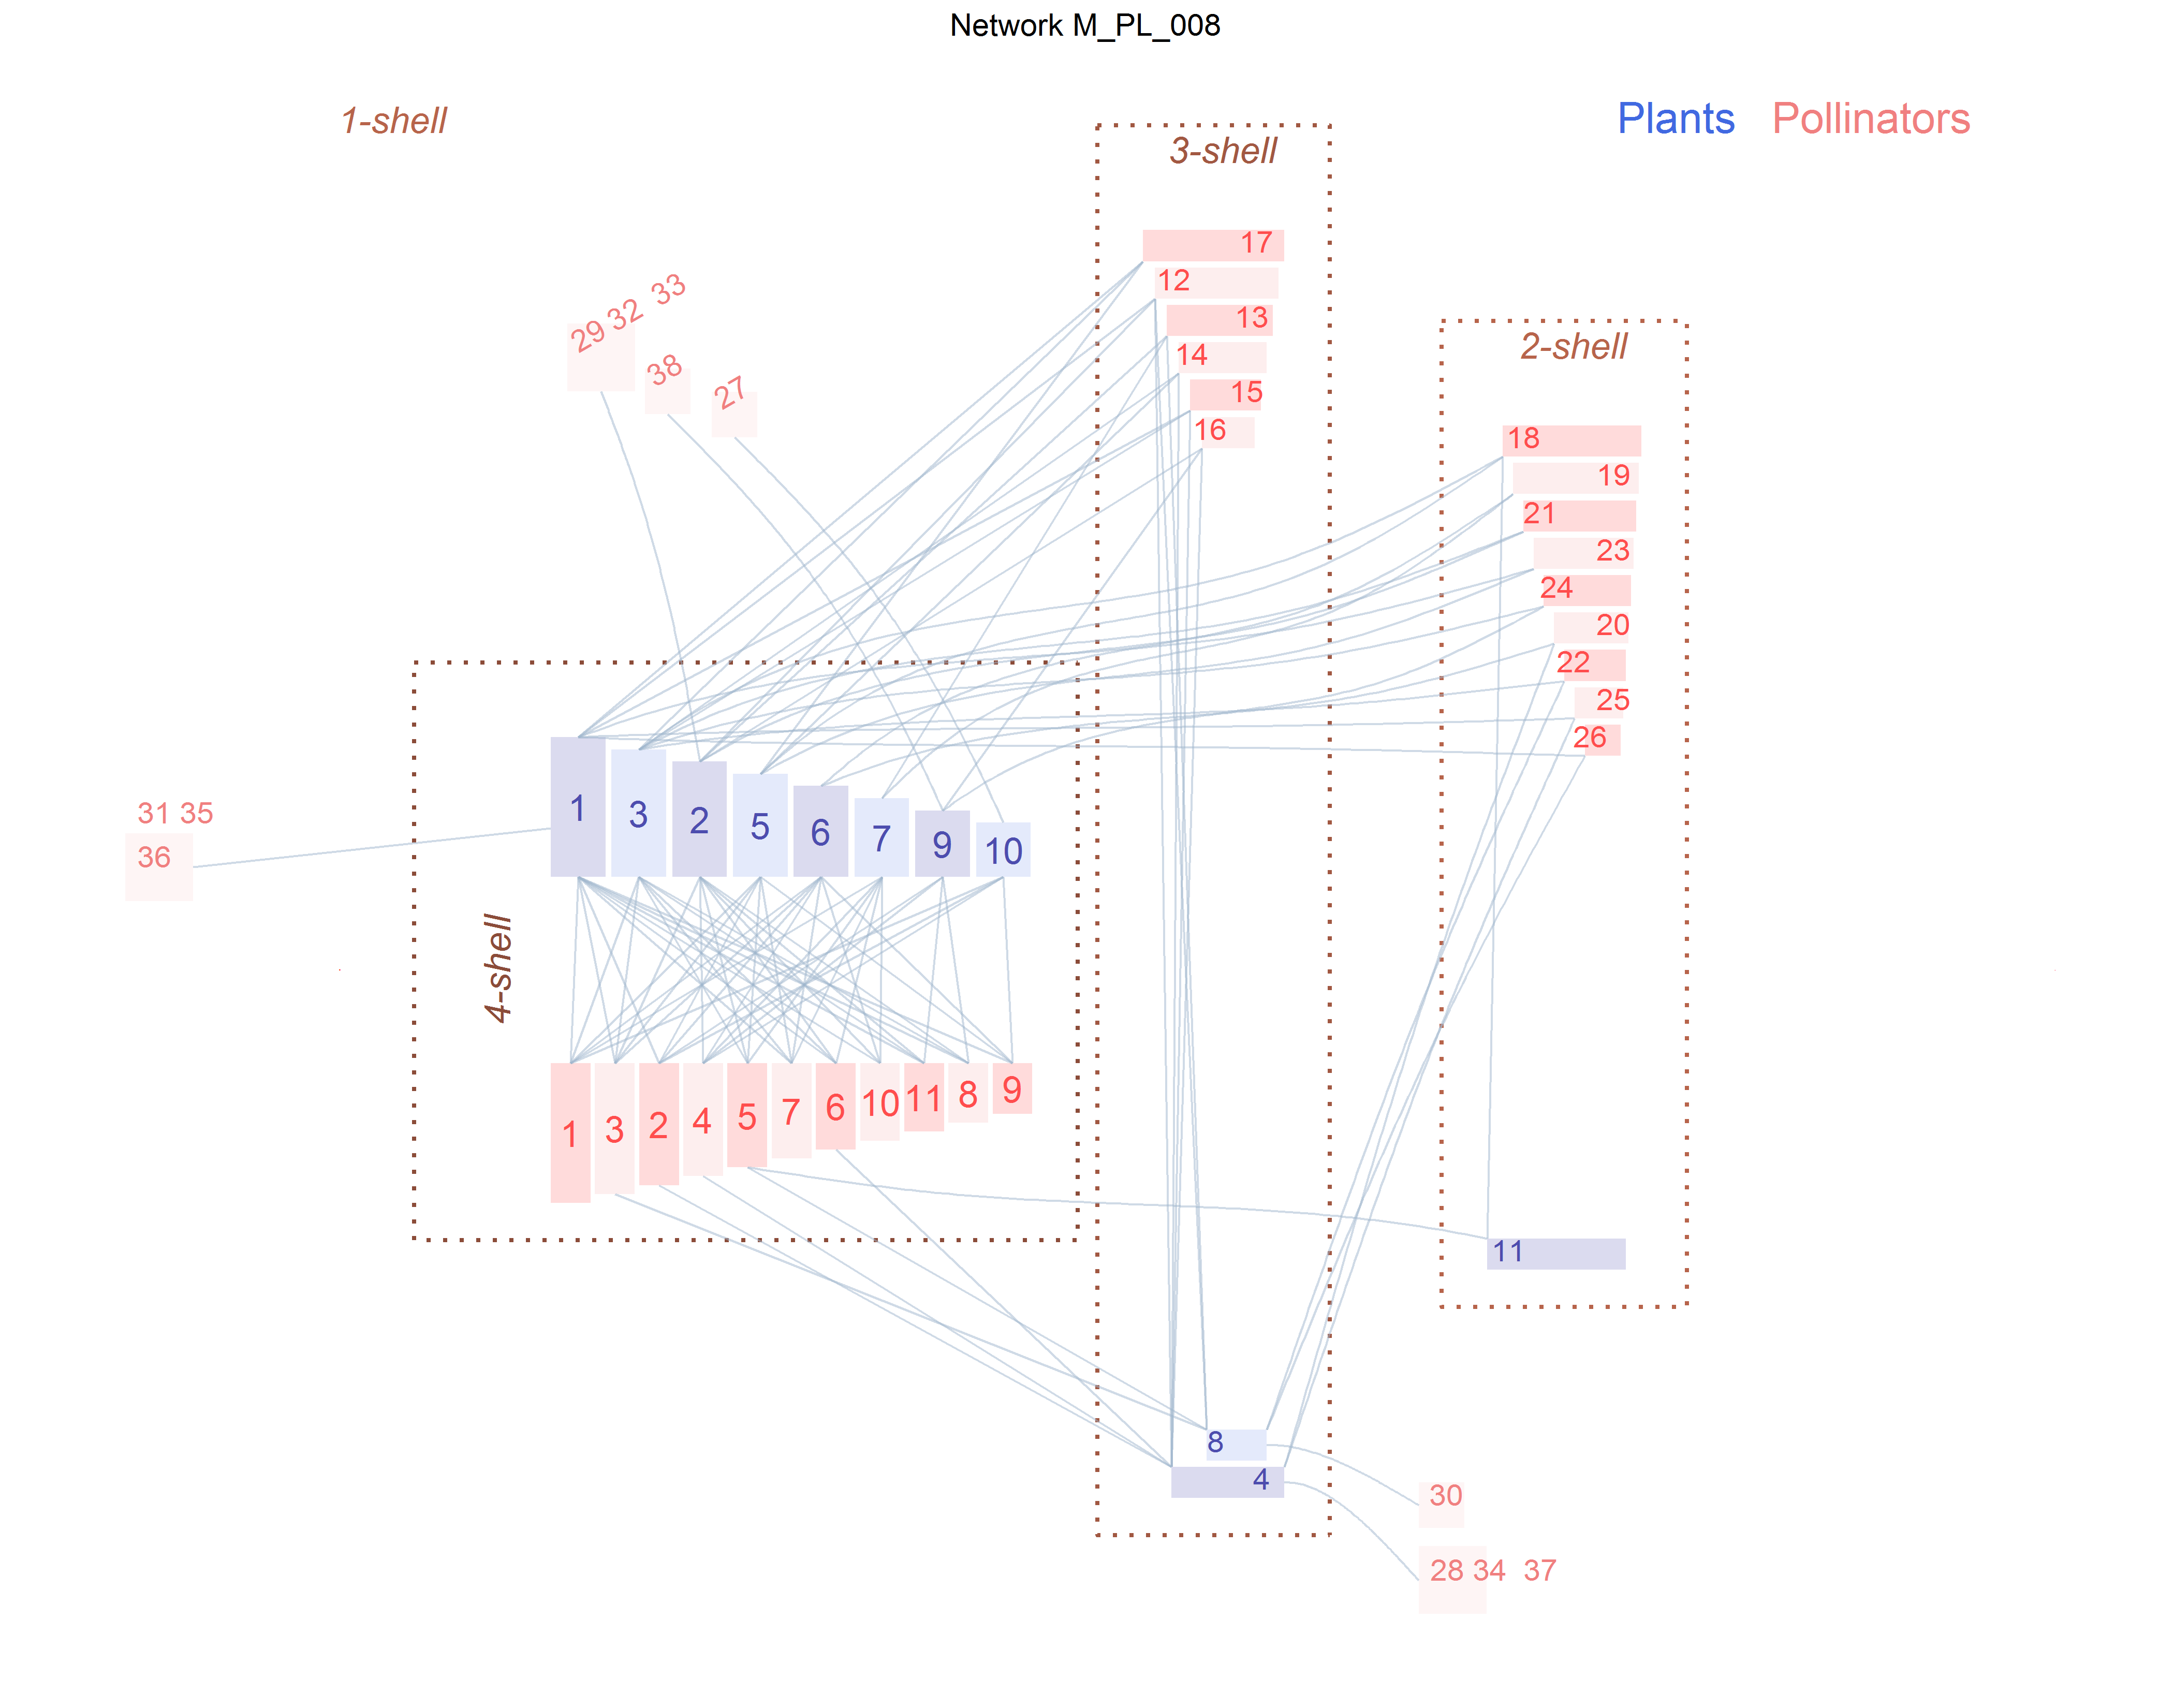 Network M_PL_008
1-shell
Plants Pollinators
3-shell
17
12
13
14
15
16
29 32 33
38
27
2-shell
18
19
21
23
24
20
22
25
26
11
31 35
36
4-shell
1 3 2 5 6 7 9 10
1 3 2 4 5 7 6 10 11 8 9
8
4
30
28 34 37